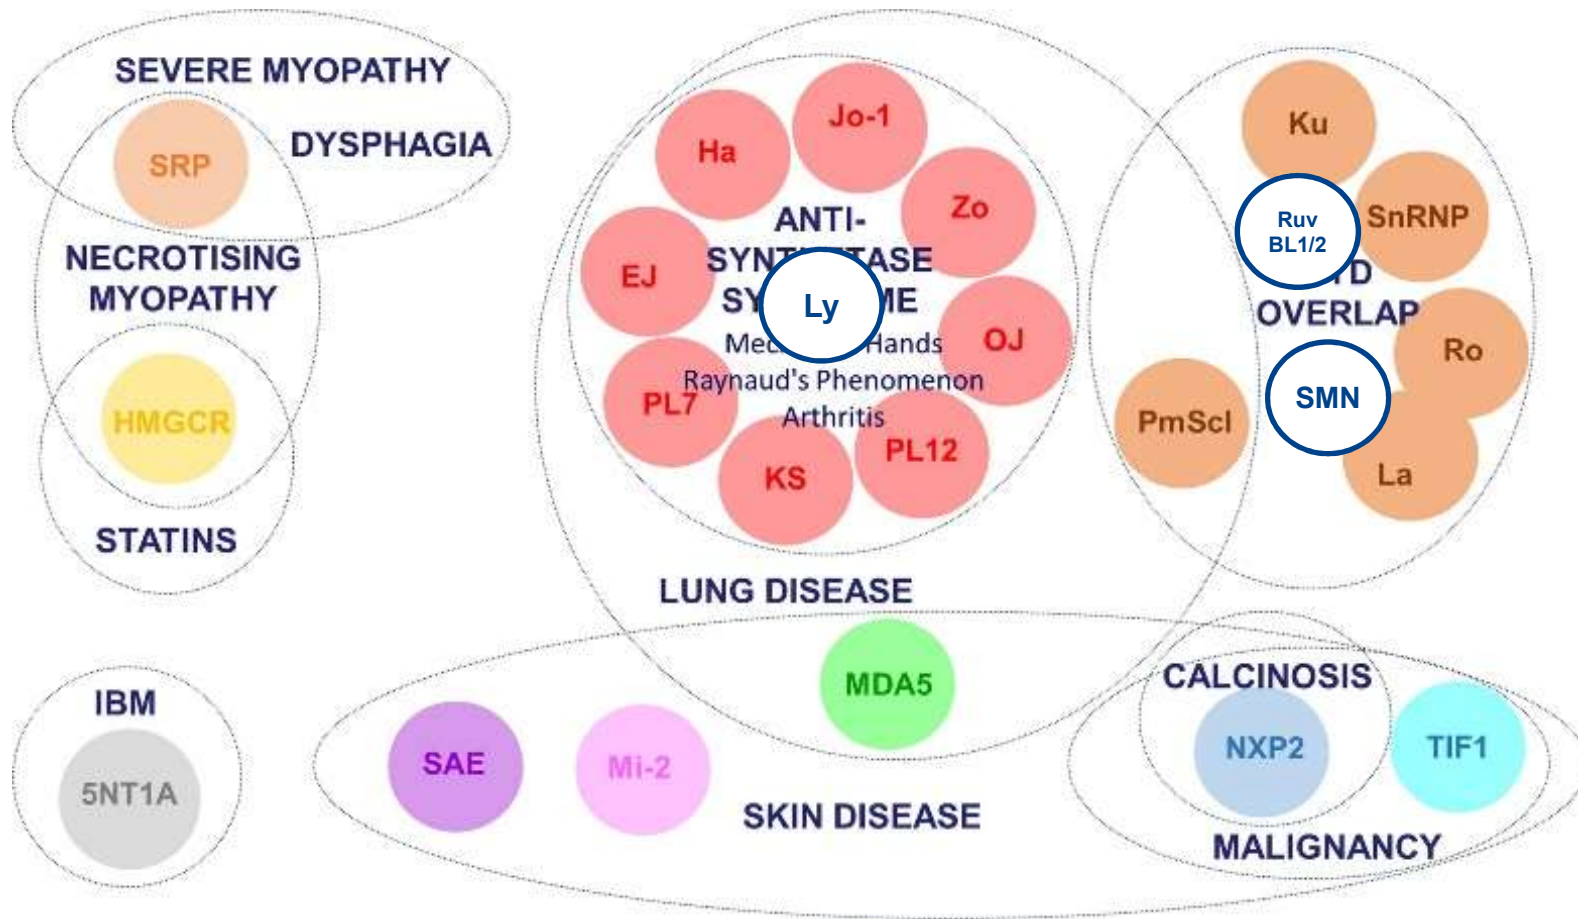 SEVERE MYOPATHY
DYSPHAGIA
SRP
NECROTISING
MYOPATHY
HMGCR
STATINS
IBM
5NT1A
Jo-1
Ha
Zo
ANTI-
EJ
Ly
OJ
Hands
Raynaud's Phenomenon
PL7
Arthritis
PL12
KS
LUNG DISEASE
Ku
Ruv
BL1/2
SnRNP
OVERLAP
Ro
SMN
PmScl
La
MDA5
SAE
Mi-2
SKIN DISEASE
CALCINOSIS
NXP2
TIF1
MALIGNANCY